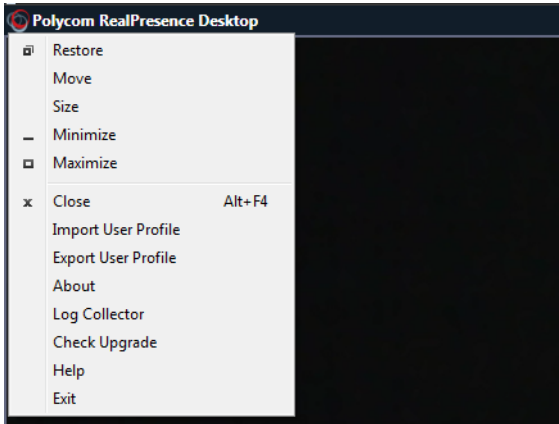 Polycom RealPresence Desktop
Restore
Move
Size
Minimize
Maximize
Close Alt+F4
Import User Profile
Export User Profile
About
Log Collector
Check Upgrade
Help
Exit